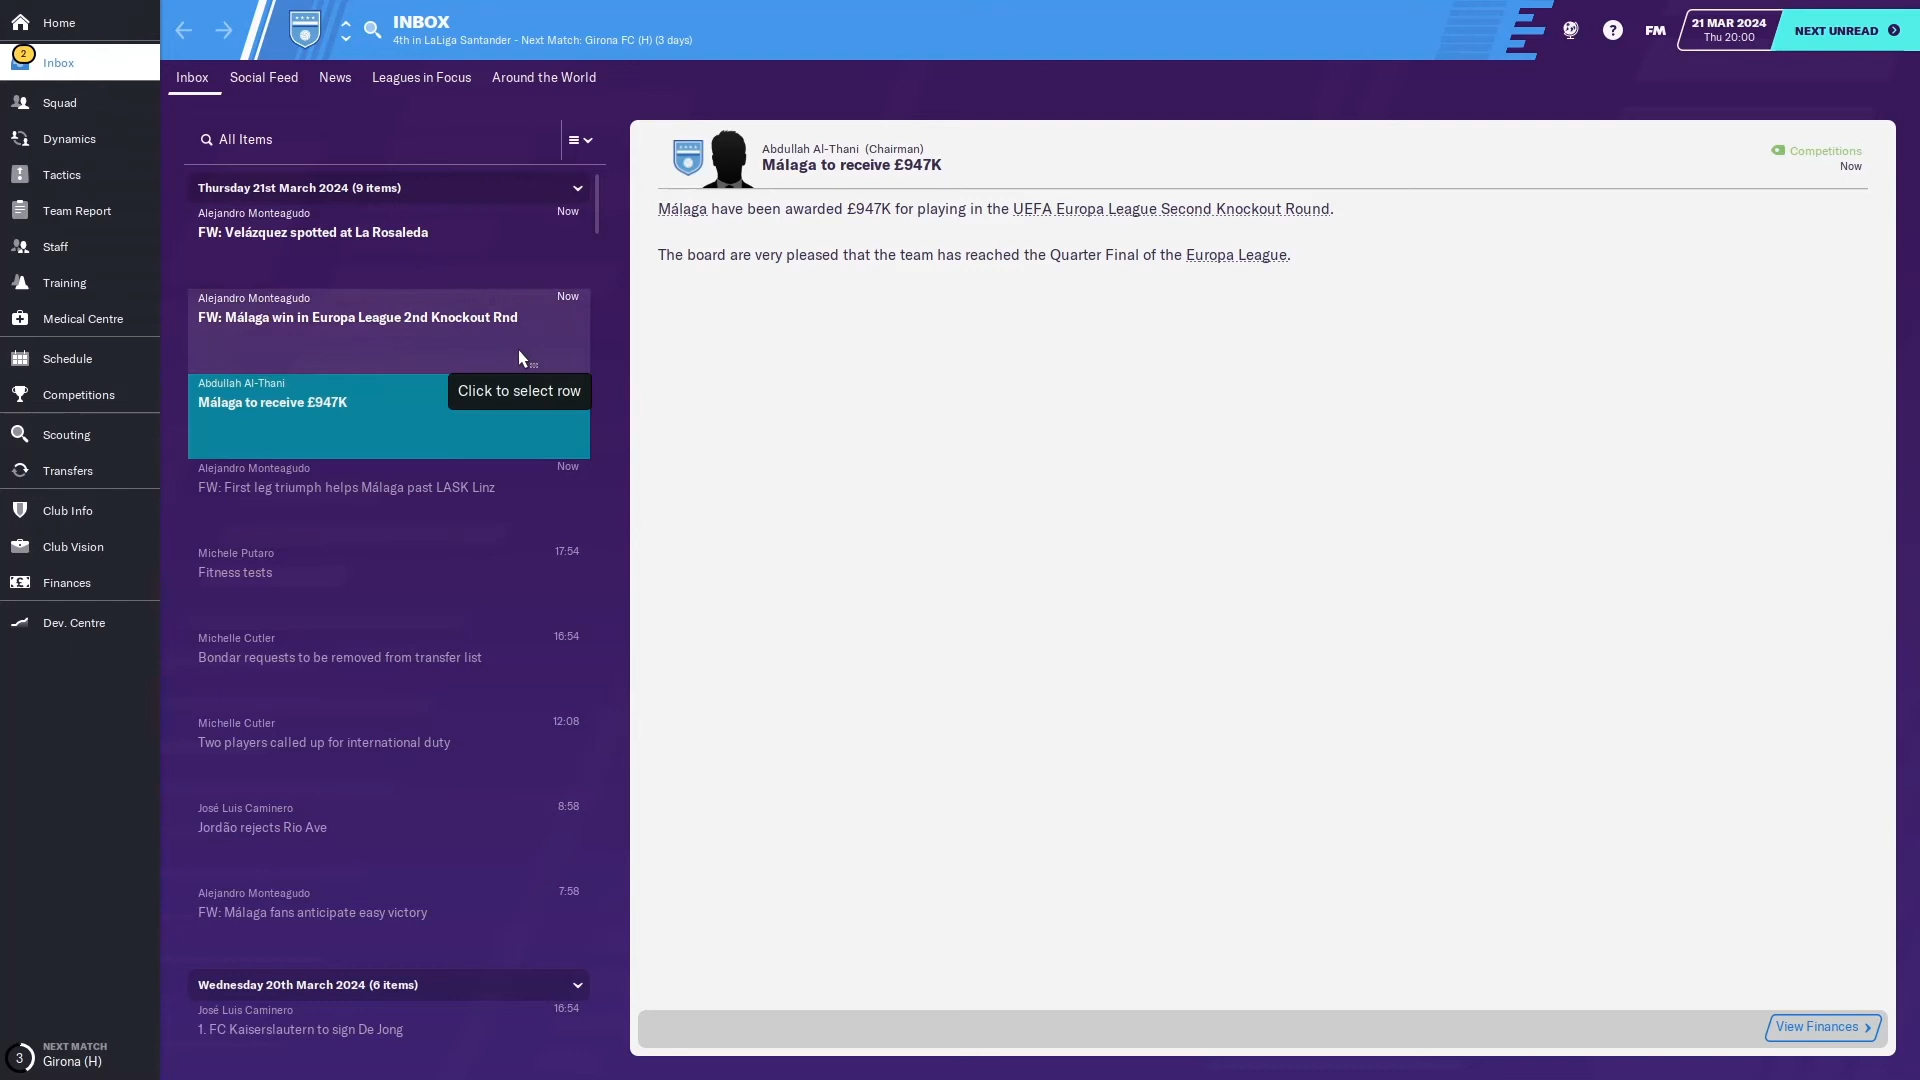 Home
2
Inbox
Squad
Dynamics
Tactics
Team Report
Staff
Training
Medical Centre
Schedule
Competitions
Scouting
Transfers
Club Info
Club Vision
Finances
Dev. Centre
3
NEXT MATCH
Girona (H)
INBOX
4th in LaLiga Santander - Next Match: Girona FC (H) (3 days)
?
FM
21 MAR 2024
Thu 20:00
NEXT UNREAD
Inbox Social Feed News Leagues in Focus Around the World
All Items
Thursday 21st March 2024 (9 items)
Alejandro Monteagudo Now
FW: Velázquez spotted at La Rosaleda
Alejandro Monteagudo Now
FW: Málaga win in Europa League 2nd Knockout Rnd
Abdullah Al-Thani
Málaga to receive £947K
Click to select row
Alejandro Monteagudo Now
FW: First leg triumph helps Málaga past LASK Linz
Michele Putaro 17:54
Fitness tests
Michelle Cutler 16:54
Bondar requests to be removed from transfer list
Michelle Cutler 12:08
Two players called up for international duty
José Luis Caminero 8:58
Jordão rejects Rio Ave
Alejandro Monteagudo 7:58
FW: Málaga fans anticipate easy victory
Wednesday 20th March 2024 (6 items)
José Luis Caminero 16:54
1. FC Kaiserslautern to sign De Jong
Abdullah Al-Thani (Chairman)
Málaga to receive £947K
Competitions
Now
Málaga have been awarded £947K for playing in the UEFA Europa League Second Knockout Round.
The board are very pleased that the team has reached the Quarter Final of the Europa League.
View Finances